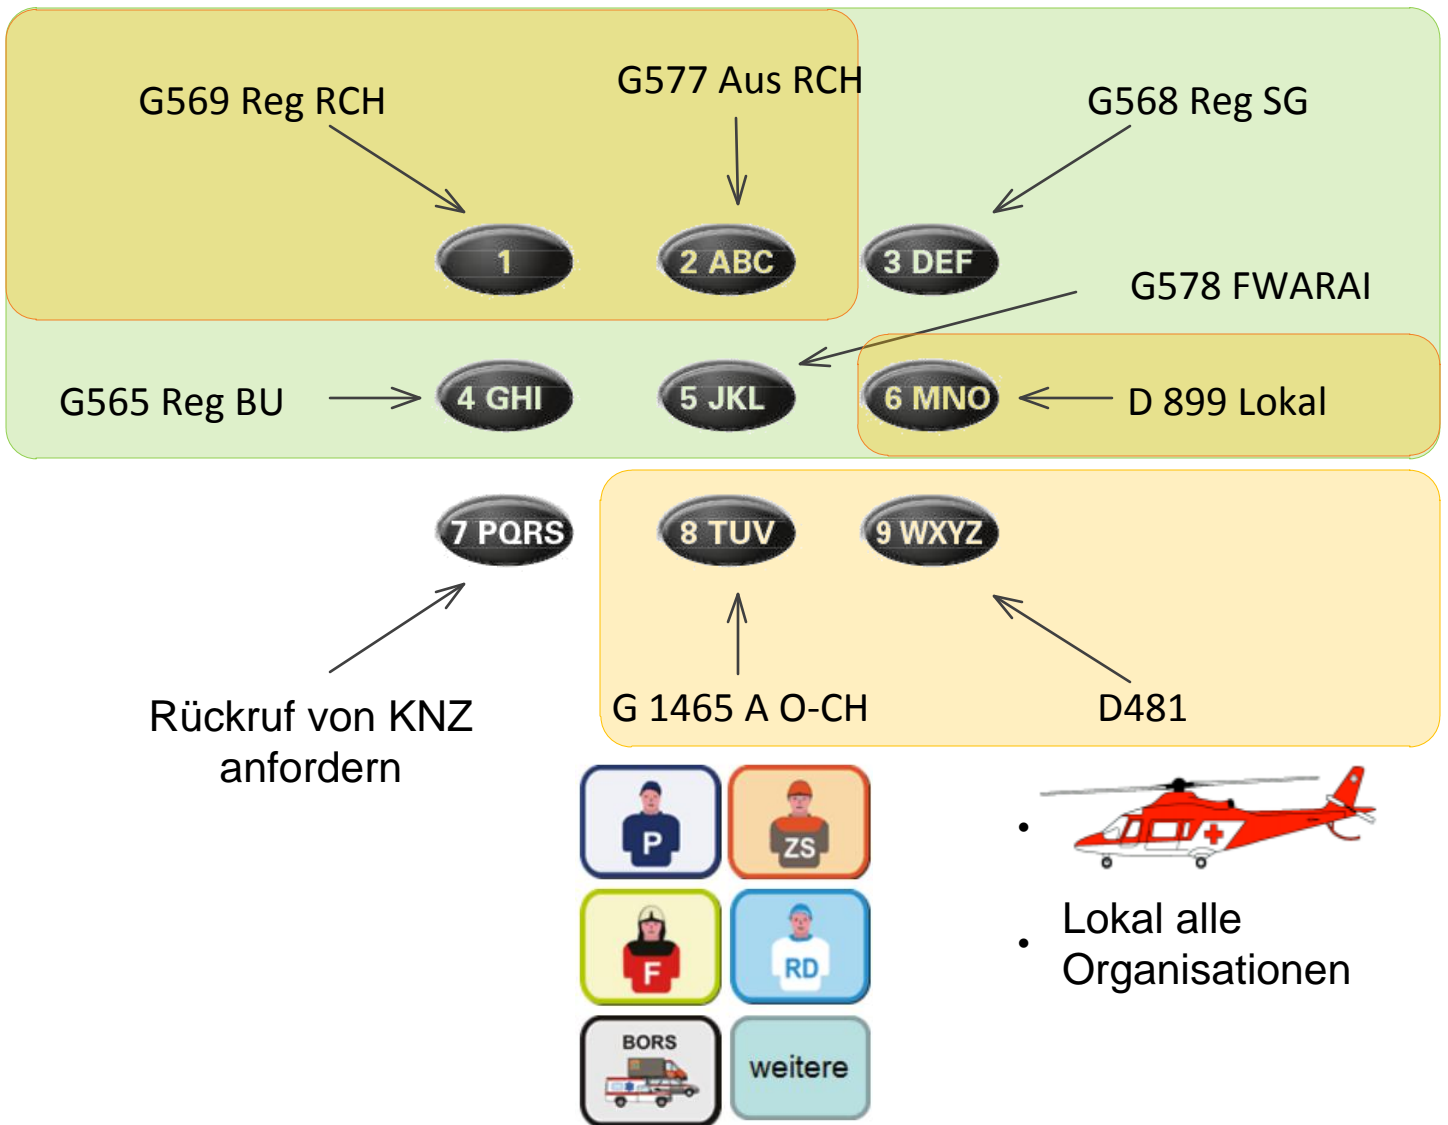 G569 Reg RCH
G577 Aus RCH
G568 Reg SG
1
2 ABC
3 DEF
G578 FWARAI
G565 Reg BU
4 GHI
5 JKL
6 MNO
D 899 Lokal
7 PQRS
8 TUV
9 WXYZ
Rückruf von KNZ
anfordern
G 1465 A O-CH
D481
P
ZS
F
RD
• Lokal alle
Organisationen
BORS
weitere